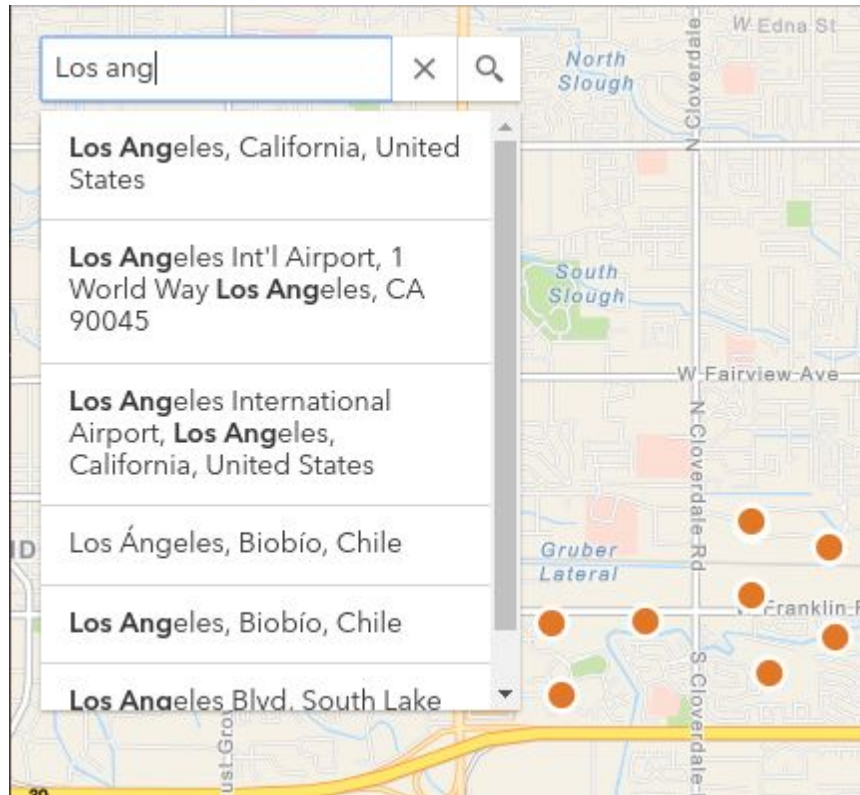 Los ang
Los Angeles, California, United
States
Los Angeles Int'l Airport, 1
World Way Los Angeles, CA
90045
Los Angeles International
Airport, Los Angeles,
California, United States
Los Ángeles, Biobío, Chile
Los Angeles, Biobío, Chile
Los Angeles Blvd, South Lake
W Edna St
North
Slough
N Cloverdale
South
Slough
W Fairview Ave
N Cloverdale Rd
Gruber
Lateral
Franklin
S Cloverdale